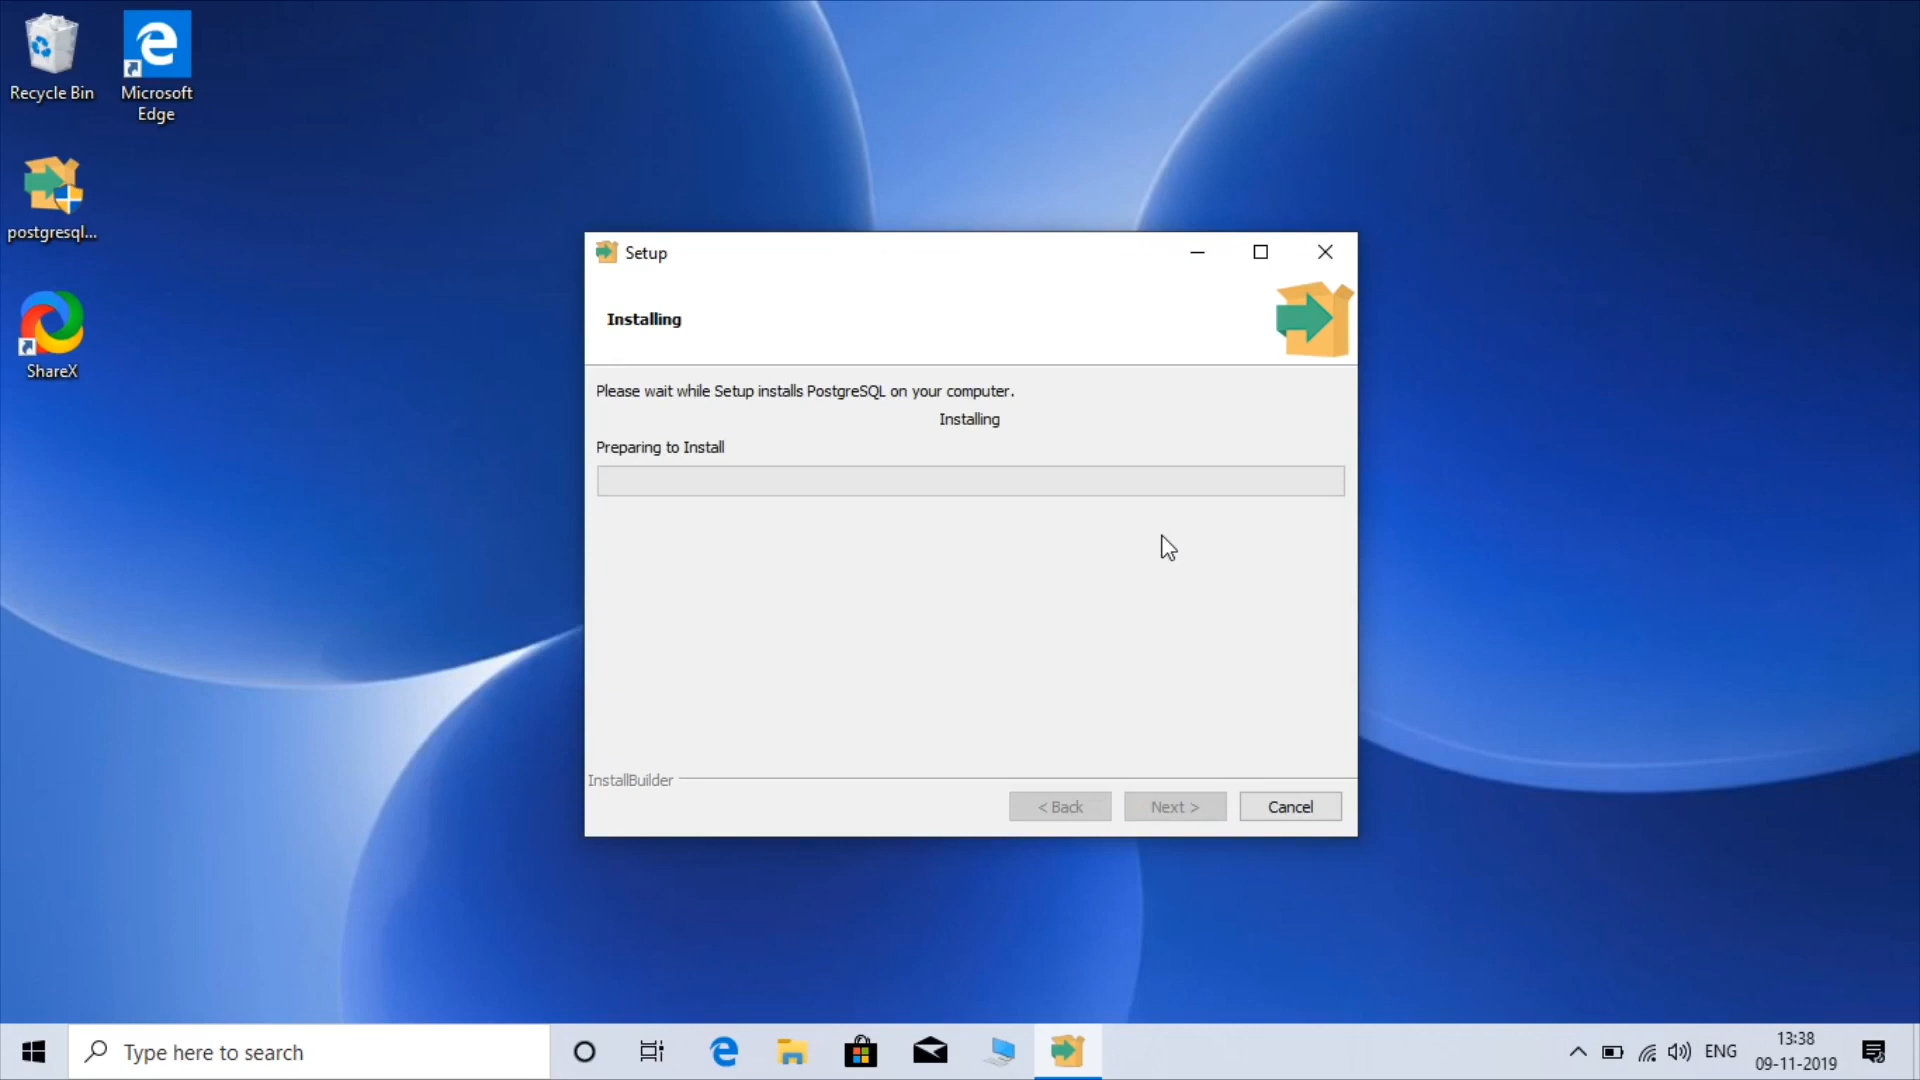 Recycle Bin
Microsoft
Edge
postgresql...
ShareX
Setup
Installing
Please wait while Setup installs PostgreSQL on your computer.
Installing
Preparing to Install
InstallBuilder
< Back
Next >
Cancel
Type here to search
ENG
13:38
09-11-2019